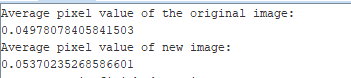 Average pixel value of the original image:
0.04978078405841503
Average pixel value of new image:
0.05370235268586601